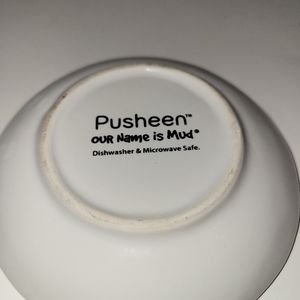 Pusheen™
OUR Name is Mud®
Dishwasher & Microwave Safe.